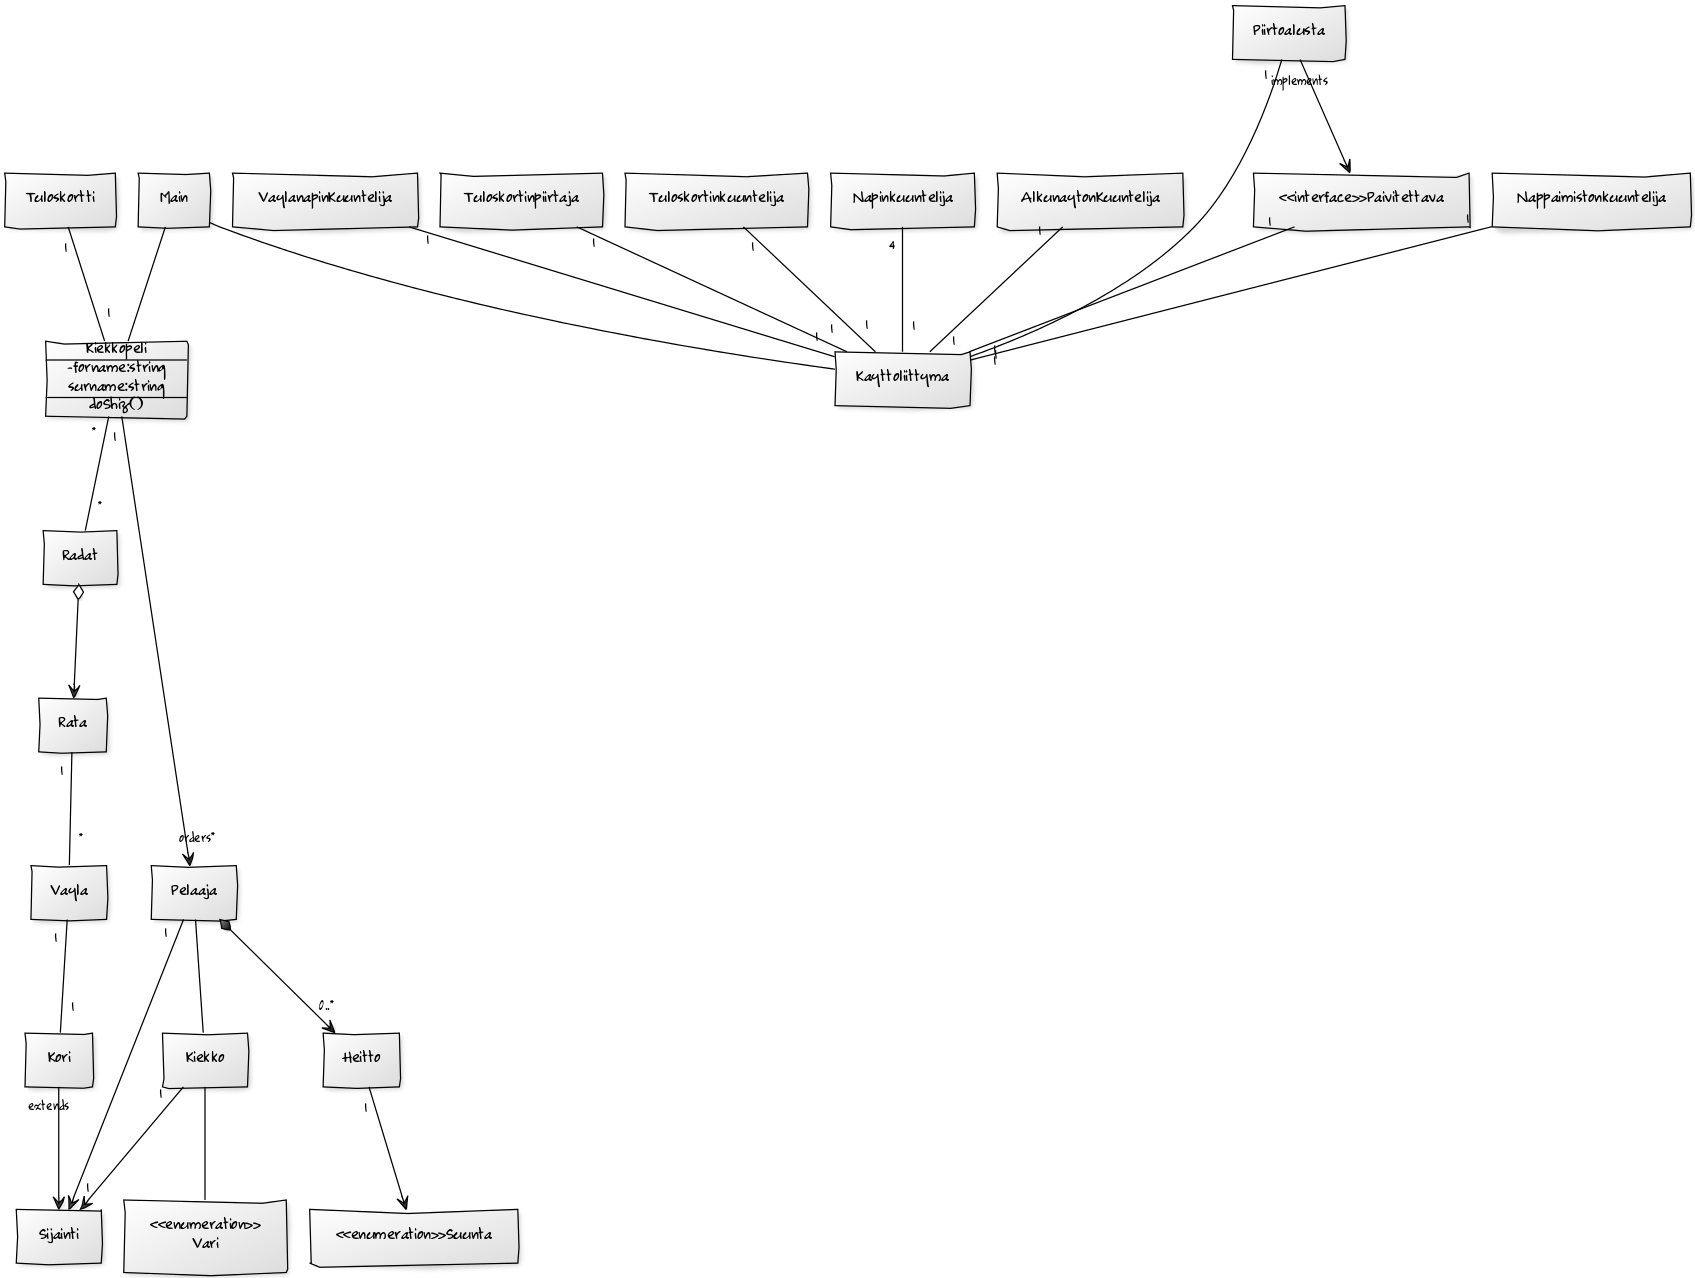 Piirtoalusta
1
implements
Tuloskortti
Main
VaylanapinKuuntelija
Tuloskortinpiirtaja
Tuloskortinkuuntelija
Napinkuuntelija
AlkunaytonKuuntelija
<<interface>>Paivitettava
Nappaimistonkuuntelija
1
1
1
1
4
1
1
1
1
1
1
1
1
1
1
1
Kiekkopeli
-forname:string
surname:string
doShiz()
Kayttoliittyma
*
1
*
Radat
Rata
1
*
orders*
Vayla
Pelaaja
1
1
1
0..*
Kori
Kiekko
Heitto
extends
1
1
1
Sijainti
<<enumeration>>
Vari
<<enumeration>>Suunta